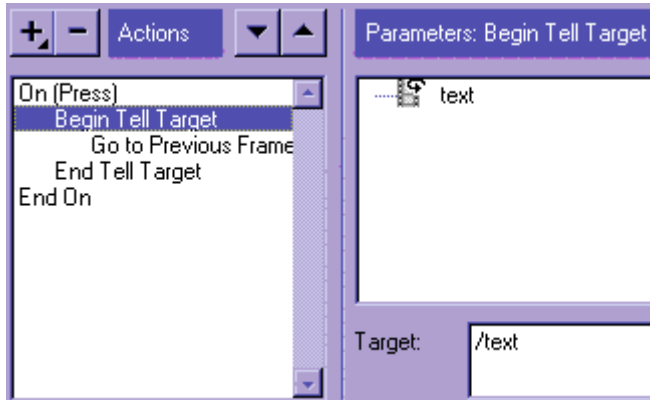 + - Actions
On (Press)
Begin Tell Target
Go to Previous Frame
End Tell Target
End On
Parameters: Begin Tell Target
text
Target: /text